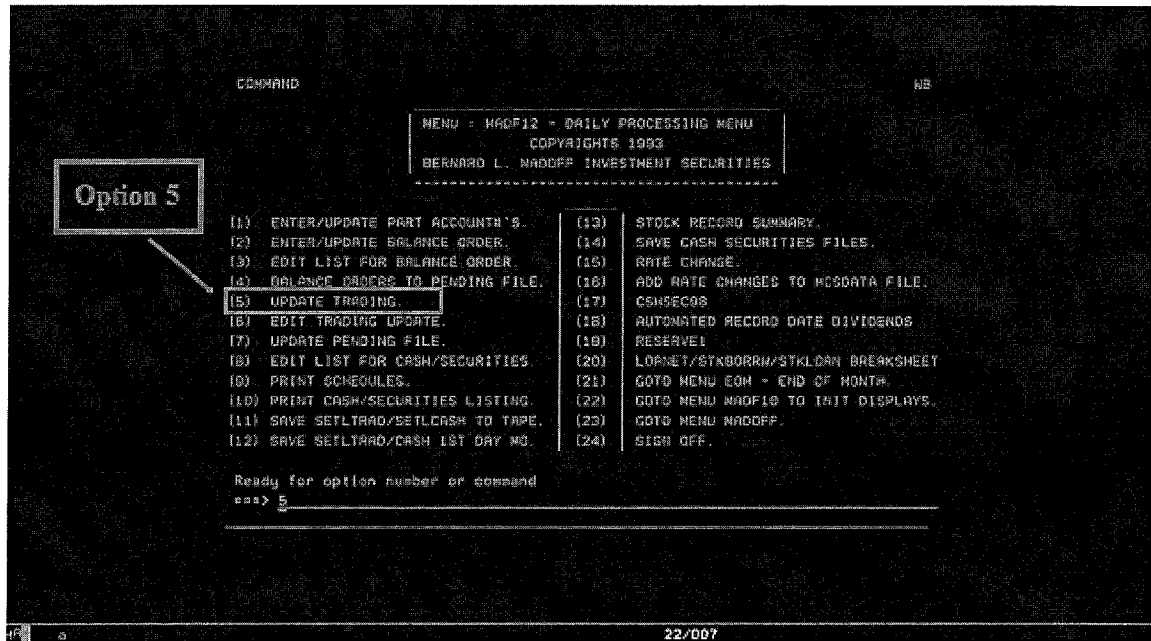 COMMAND
W3
MENU : MADF12 - DAILY PROCESSING MENU
COPYRIGHTS 1993
BERNARD L. MADOFF INVESTMENT SECURITIES
Option 5
(1) ENTER/UPDATE PART ACCOUNT#'S.
(2) ENTER/UPDATE BALANCE ORDER.
(3) EDIT LIST FOR BALANCE ORDER.
(4) BALANCE ORDERS TO PENDING FILE.
(5) UPDATE TRADING.
(6) EDIT TRADING UPDATE.
(7) UPDATE PENDING FILE.
(8) EDIT LIST FOR CASH/SECURITIES.
(9) PRINT SCHEDULES.
(10) PRINT CASH/SECURITIES LISTING.
(11) SAVE SETLTRAD/SETLCASH TO TAPE.
(12) SAVE SETLTRAD/CASH 1ST DAY MO.
(13) STOCK RECORD SUMMARY.
(14) SAVE CASH SECURITIES FILES.
(15) RATE CHANGE.
(16) ADD RATE CHANGES TO MCSDATA FILE.
(17) CSHSEC98
(18) AUTOMATED RECORD DATE DIVIDENDS
(19) RESERVE1
(20) LOANET/STKBORRW/STKLOAN BREAKSHEET
(21) GOTO MENU EOM - END OF MONTH.
(22) GOTO MENU MADF10 TO INIT DISPLAYS.
(23) GOTO MENU MADOFF.
(24) SIGN OFF.
Ready for option number or command
===> 5
a
22/007